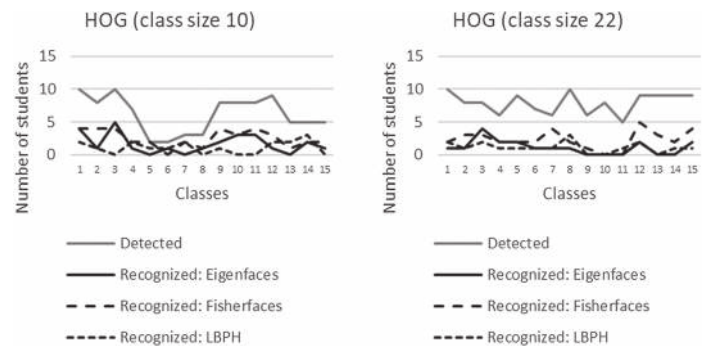 HOG (class size 10)
15
10
5
0
Number of students
1 2 3 4 5 6 7 8 9 10 11 12 13 14 15
Classes
Detected
Recognized: Eigenfaces
Recognized: Fisherfaces
Recognized: LBPH
HOG (class size 22)
15
10
5
0
Number of students
1 2 3 4 5 6 7 8 9 10 11 12 13 14 15
Classes
Detected
Recognized: Eigenfaces
Recognized: Fisherfaces
Recognized: LBPH